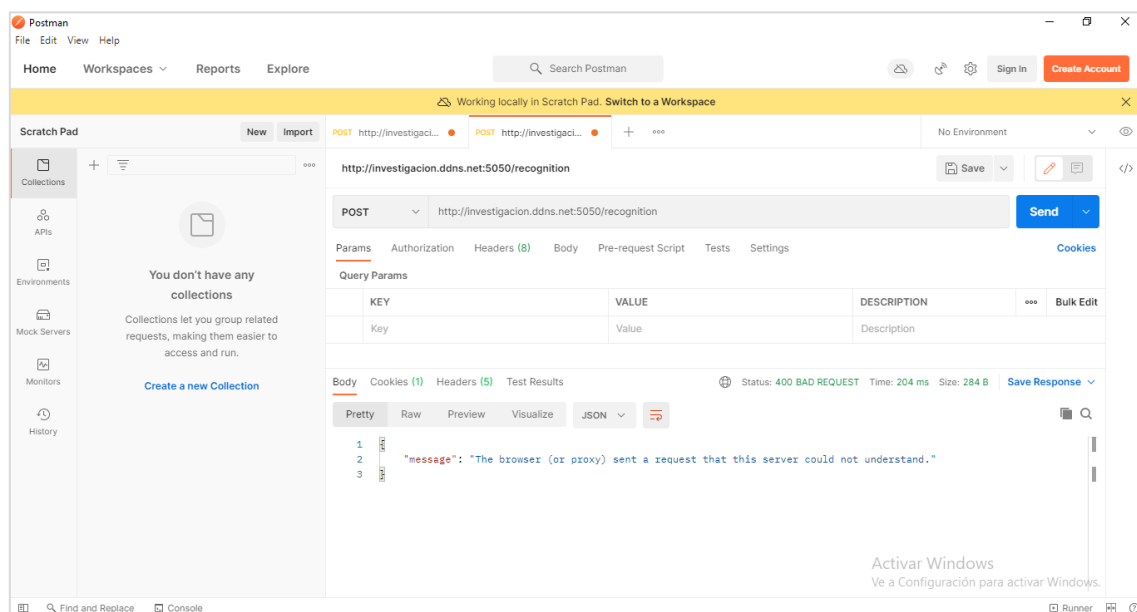 Postman
File Edit View Help
Home Workspaces Reports Explore Search Postman Sign In Create Account
Working locally in Scratch Pad. Switch to a Workspace
Scratch Pad New Import POST http://investigaci... POST http://investigaci... No Environment
Collections
APIs
Environments
Mock Servers
Monitors
History
You don't have any
collections
Collections let you group related
requests, making them easier to
access and run.
Create a new Collection
http://investigacion.ddns.net:5050/recognition Save
POST http://investigacion.ddns.net:5050/recognition Send
Params Authorization Headers (8) Body Pre-request Script Tests Settings Cookies
Query Params
KEY VALUE DESCRIPTION Bulk Edit
Key Value Description
Body Cookies (1) Headers (5) Test Results Status: 400 BAD REQUEST Time: 204 ms Size: 284 B Save Response
Pretty Raw Preview Visualize JSON
1 {
2 "message": "The browser (or proxy) sent a request that this server could not understand."
3 }
Activar Windows
Ve a Configuración para activar Windows.
Find and Replace Console Runner